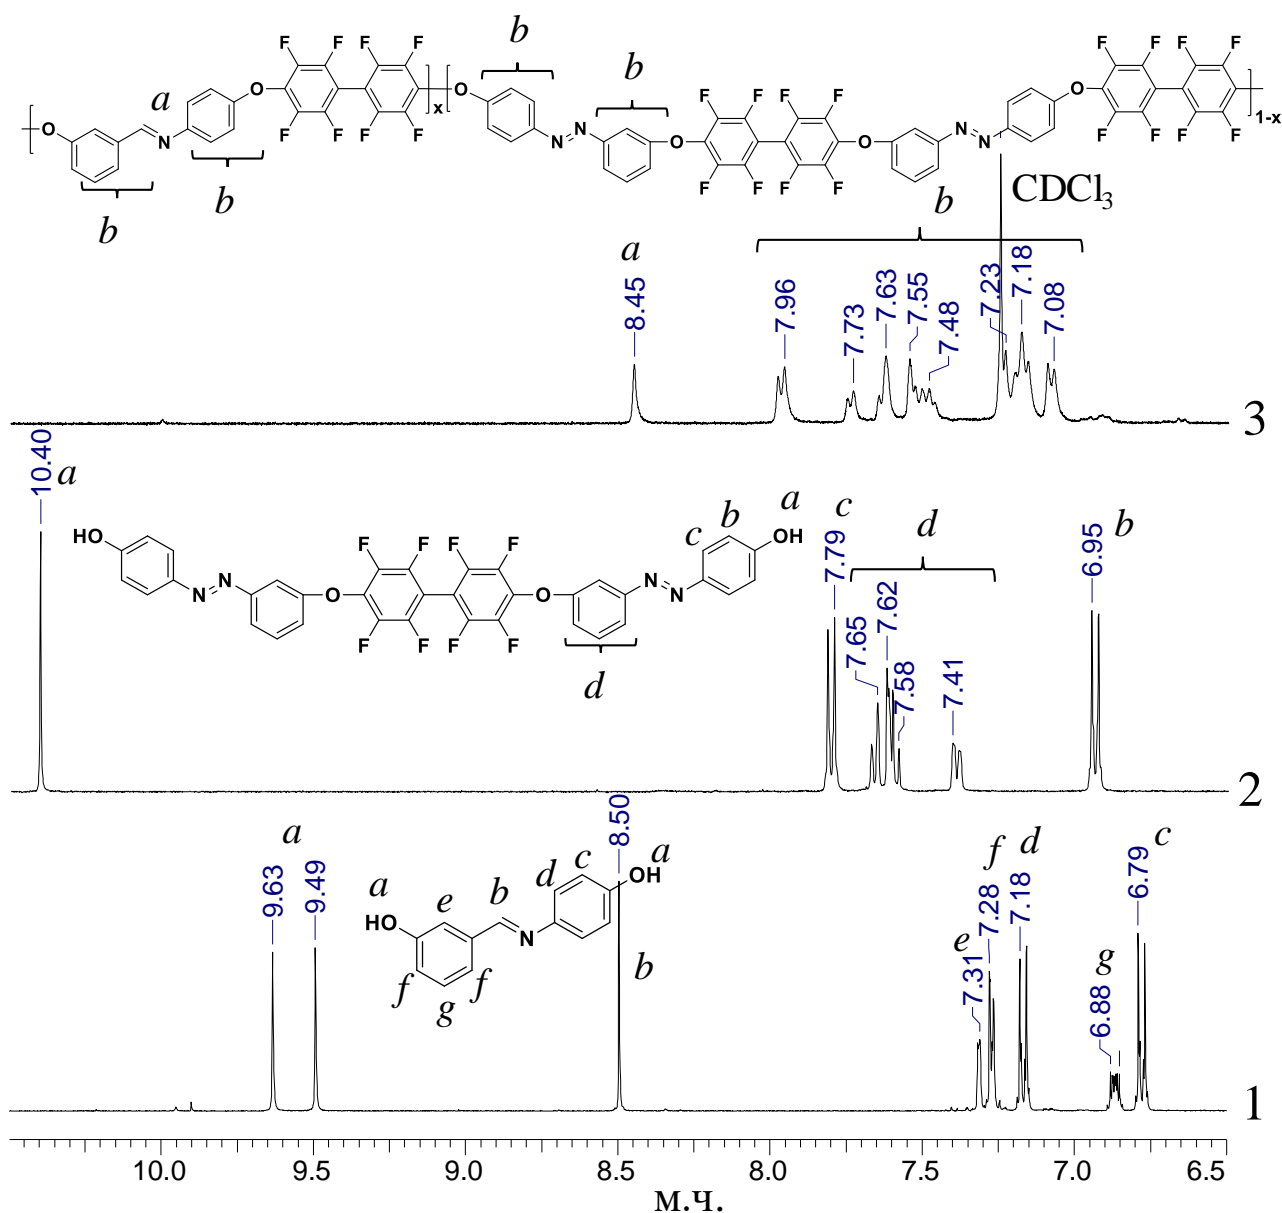 b
b
F F F F
F F F F
F F F F
a
O
O
x
O
N
N
O
O
N
N
O
1-x
O
N
F F F F
F F F F
F F F F
b
b
b
b
CDCl3
a
8.45
7.96
7.73
7.63
7.55
7.48
7.23
7.18
7.08
3
10.40
a
HO
N
N
O
F F F F
F F F F
O
N
N
OH
c
b
a
d
c
d
b
7.79
7.65
7.62
7.58
7.41
6.95
2
a
9.63
9.49
8.50
a
HO
e
b
N
d
c
OH
a
f
g
f
b
e
7.31
f
7.28
d
7.18
g
6.88
6.79
c
1
10.0 9.5 9.0 8.5 8.0 7.5 7.0 6.5
м.ч.